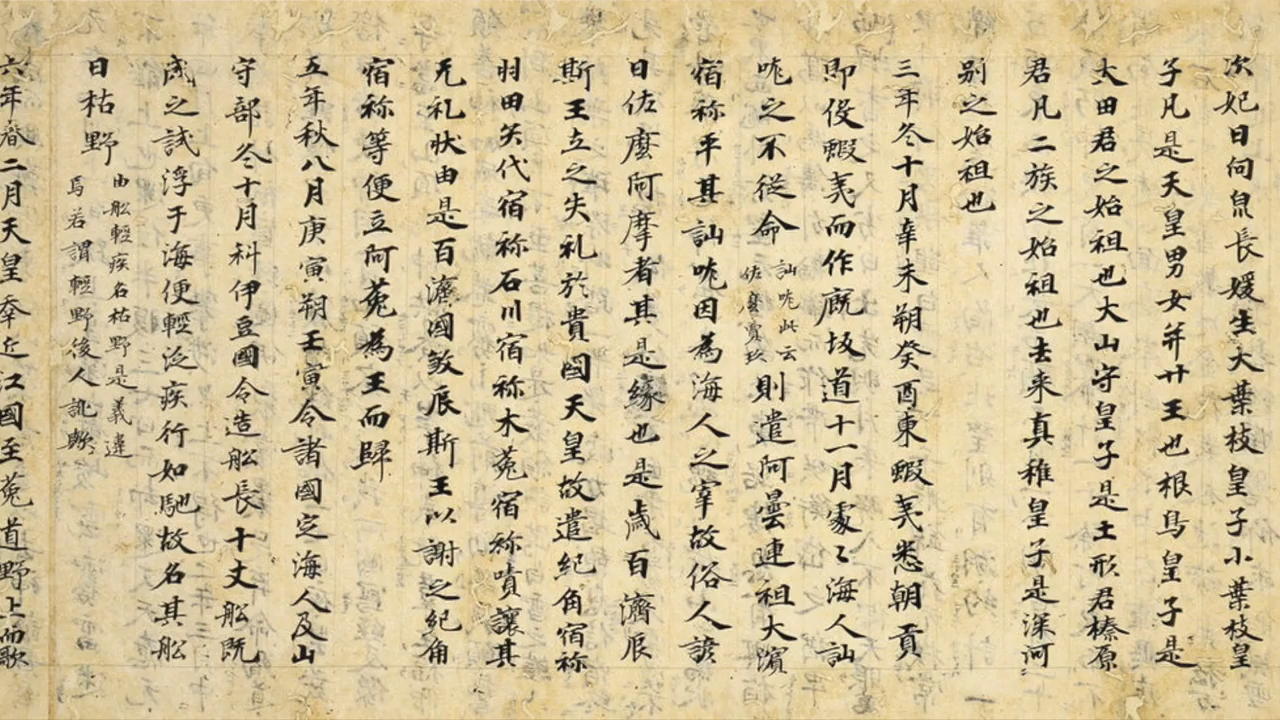 次妃日向泉長媛生大葉枝皇子小葉枝皇
子凡是天皇男女并廿王也根鳥皇子是
大田君之始祖也大山守皇子是土形君榛原
君凡二族之始祖也去来真稚皇子是深河
別之始祖也
三年冬十月辛未朔癸酉東蝦夷悉朝貢
即役蝦夷而作厩坂道十一月處〻海人訕
哤之不從命
訕哤此云
佐麼賣玖
則遣阿曇連祖大濱
宿祢平其訕哤因為海人之宰故俗人諺
日佐麼阿摩者其是緣也是歳百濟辰
斯王立之失礼於貴國天皇故遣紀角宿祢
羽田矢代宿祢石川宿祢木菟宿祢嘖讓其
无礼状由是百濟國敎辰斯王以謝之紀角
宿祢等便立阿菟為王而歸
五年秋八月庚寅朔壬寅令諸國定海人及山
守部冬十月科伊豆國令造舩長十丈舩既
成之試浮于海便輕泛疾行如馳故名其舩
日枯野
由舩輕疾名枯野是義違
焉若謂輕野後人訛歟
六年春二月天皇幸近江國至菟道野上而歌